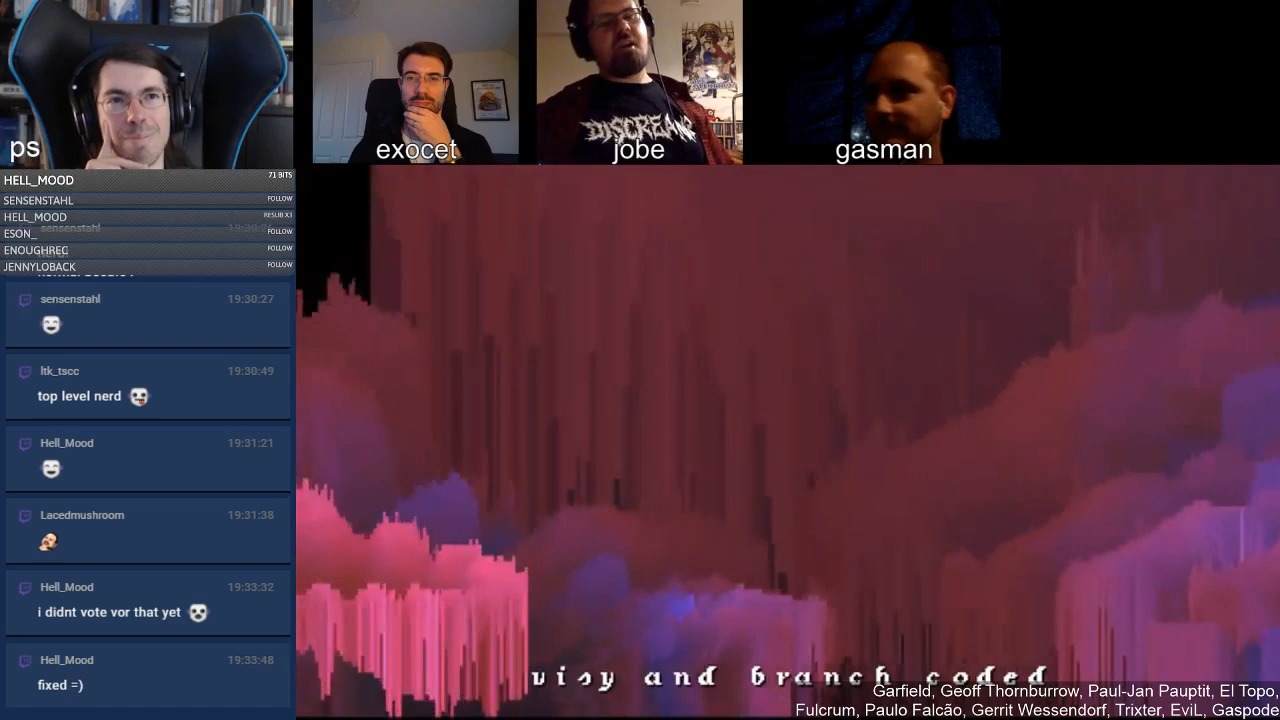 ps
exocet
jobe
gasman
HELL_MOOD
71 BITS
SENSENSTAHL
FOLLOW
HELL_MOOD
RESUB X3
sensenstahl
ESON_
FOLLOW
ENOUGHREC
FOLLOW
JENNYLOBACK
FOLLOW
sensenstahl
19:30:27
ltk_tscc
19:30:49
top level nerd
Hell_Mood
19:31:21
Lacedmushroom
19:31:38
Hell_Mood
19:33:32
i didnt vote vor that yet
Hell_Mood
19:33:48
fixed =)
visy and branch coded
Garfield, Geoff Thornburrow, Paul-Jan Pauptit, El Topo,
Fulcrum, Paulo Falcão, Gerrit Wessendorf, Trixter, EviL, Gaspode